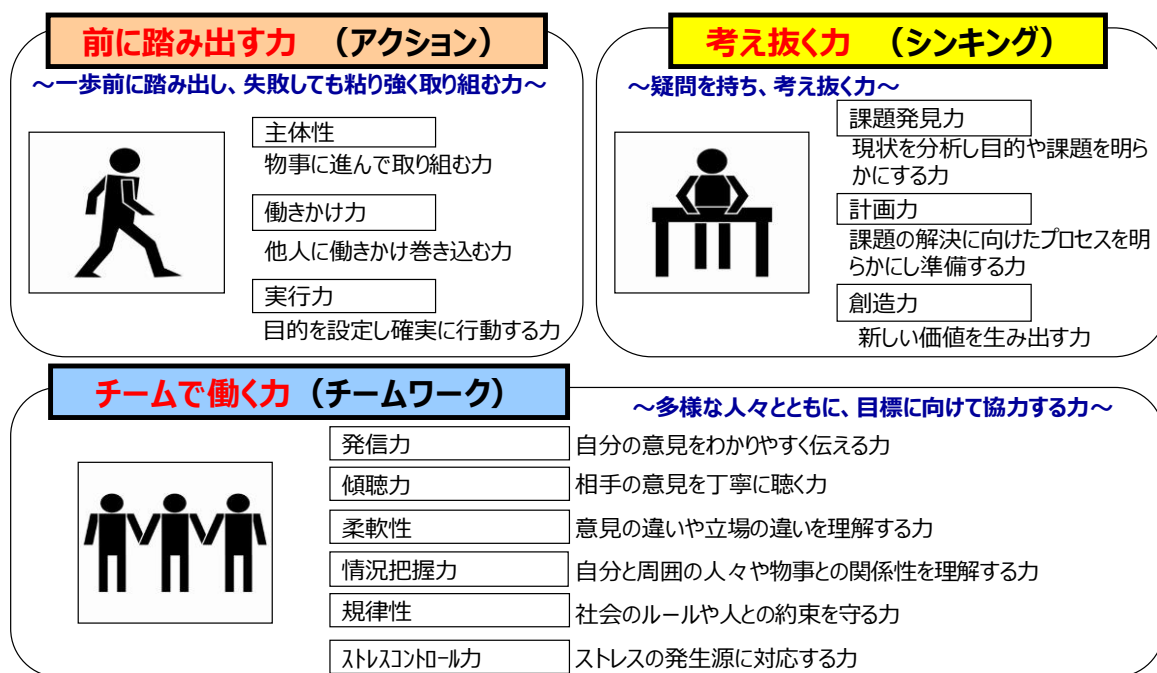 前に踏み出す力 （アクション）
～一歩前に踏み出し、失敗しても粘り強く取り組む力～
主体性
物事に進んで取り組む力
働きかけ力
他人に働きかけ巻き込む力
実行力
目的を設定し確実に行動する力
考え抜く力 （シンキング）
～疑問を持ち、考え抜く力～
課題発見力
現状を分析し目的や課題を明ら
かにする力
計画力
課題の解決に向けたプロセスを明
らかにし準備する力
創造力
新しい価値を生み出す力
チームで働く力（チームワーク）
～多様な人々とともに、目標に向けて協力する力～
発信力 自分の意見をわかりやすく伝える力
傾聴力 相手の意見を丁寧に聴く力
柔軟性 意見の違いや立場の違いを理解する力
情況把握力 自分と周囲の人々や物事との関係性を理解する力
規律性 社会のルールや人との約束を守る力
ｽﾄﾚｽｺﾝﾄﾛｰﾙ力 ストレスの発生源に対応する力